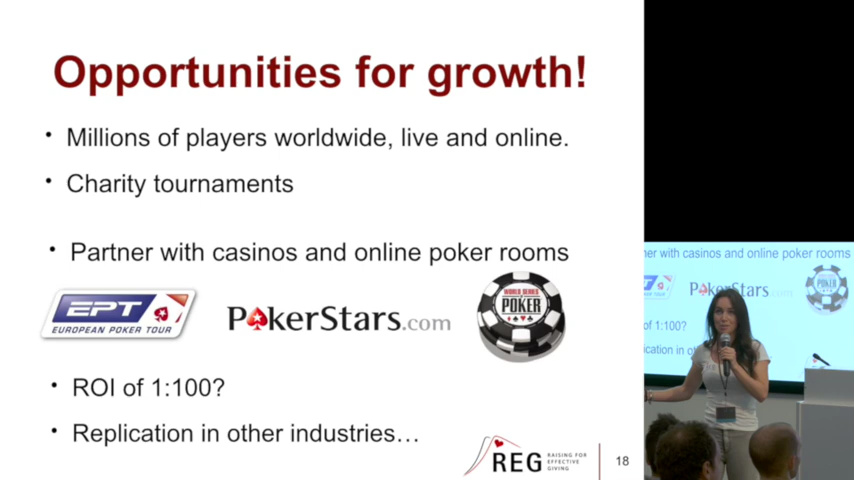 Opportunities for growth!
• Millions of players worldwide, live and online.
• Charity tournaments
• Partner with casinos and online poker rooms
EPT
EUROPEAN POKER TOUR
PokerStars.com
WORLD SERIES
OF
POKER
• ROI of 1:100?
• Replication in other industries…
REG RAISING FOR
EFFECTIVE
GIVING
18
ner with casinos and online poker rooms
PokerStars.com
POKER
of 1:100?
ication in